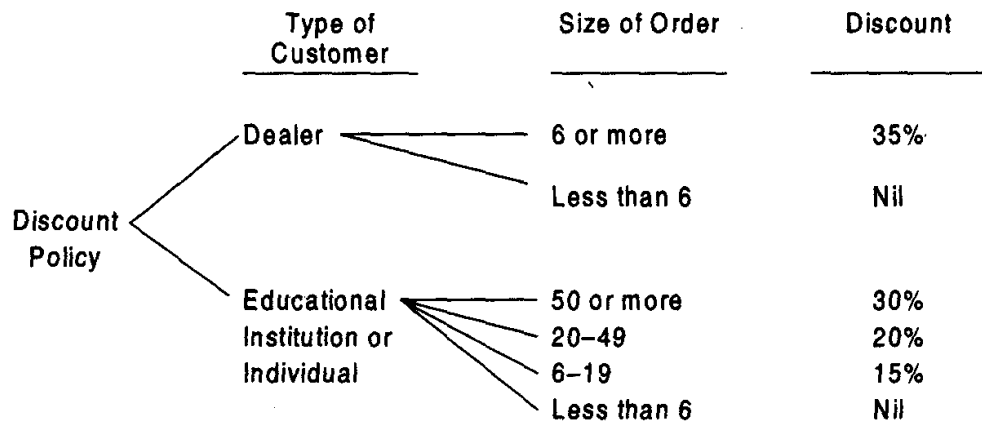 Type of Customer Size of Order Discount
Dealer 6 or more 35%
Less than 6 Nil
Discount Policy
Educational Institution or Individual 50 or more 30%
20–49 20%
6–19 15%
Less than 6 Nil